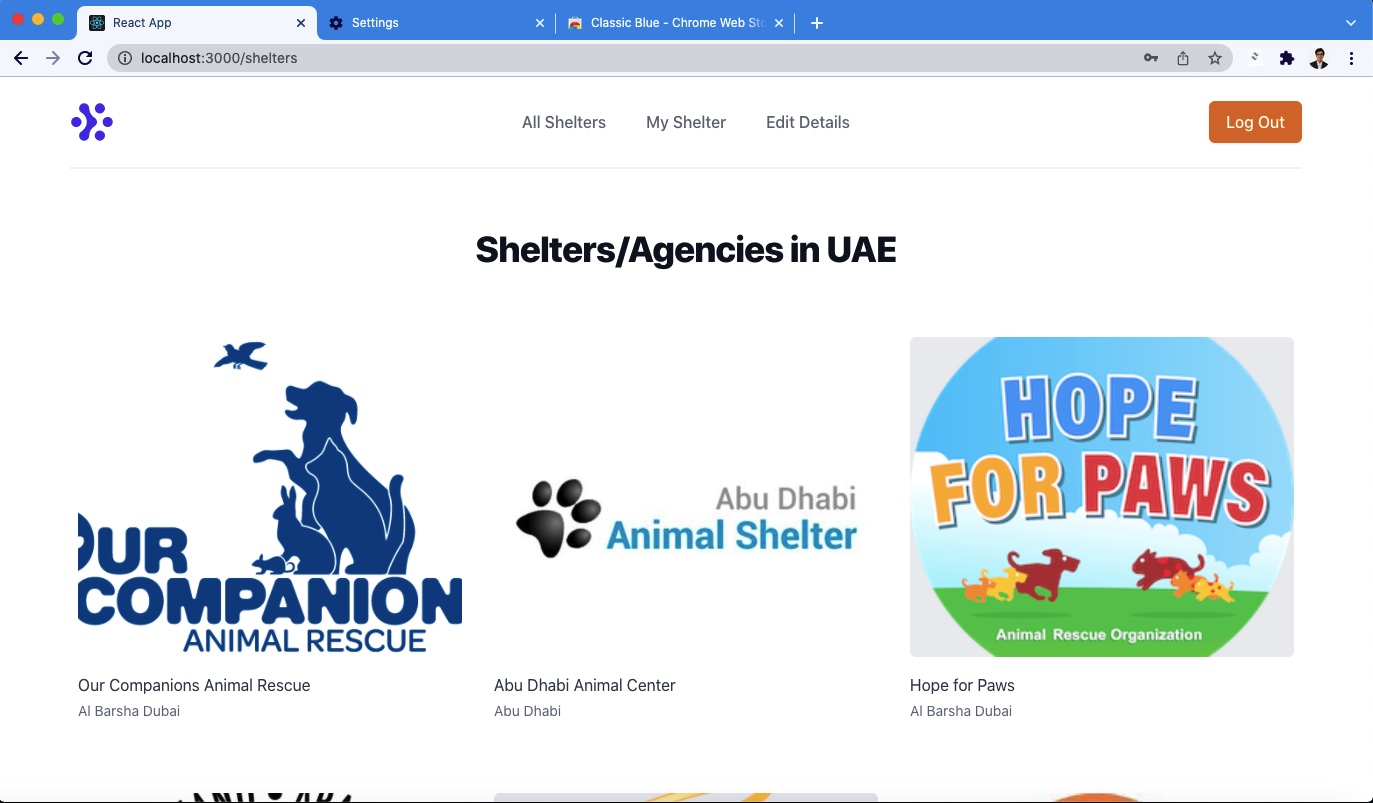 React App
Settings
Classic Blue - Chrome Web Sto
localhost:3000/shelters
All Shelters
My Shelter
Edit Details
Log Out
Shelters/Agencies in UAE
OUR
COMPANION
ANIMAL RESCUE
Abu Dhabi
Animal Shelter
HOPE
FOR PAWS
Animal Rescue Organization
Our Companions Animal Rescue
Al Barsha Dubai
Abu Dhabi Animal Center
Abu Dhabi
Hope for Paws
Al Barsha Dubai